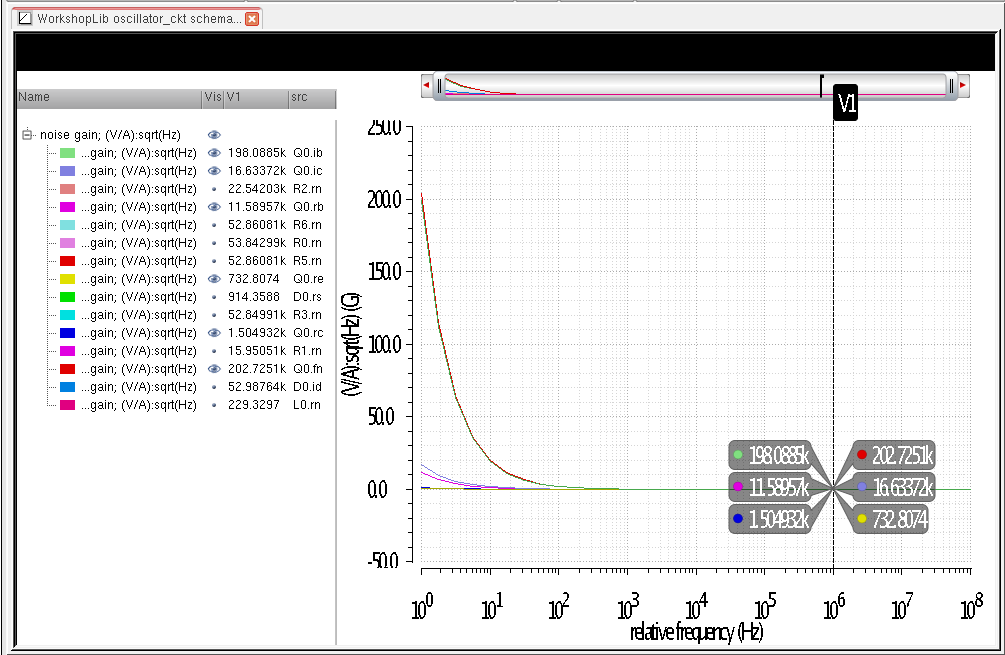 WorkshopLib oscillator_ckt schema...
Name Vis V1 src
noise gain; (V/A):sqrt(Hz)
...gain; (V/A):sqrt(Hz) 198.0885k Q0.ib
...gain; (V/A):sqrt(Hz) 16.63372k Q0.ic
...gain; (V/A):sqrt(Hz) 22.54203k R2.rn
...gain; (V/A):sqrt(Hz) 11.58957k Q0.rb
...gain; (V/A):sqrt(Hz) 52.86081k R6.rn
...gain; (V/A):sqrt(Hz) 53.84299k R0.rn
...gain; (V/A):sqrt(Hz) 52.86081k R5.rn
...gain; (V/A):sqrt(Hz) 732.8074 Q0.re
...gain; (V/A):sqrt(Hz) 914.3588 D0.rs
...gain; (V/A):sqrt(Hz) 52.84991k R3.rn
...gain; (V/A):sqrt(Hz) 1.504932k Q0.rc
...gain; (V/A):sqrt(Hz) 15.95051k R1.rn
...gain; (V/A):sqrt(Hz) 202.7251k Q0.fn
...gain; (V/A):sqrt(Hz) 52.98764k D0.id
...gain; (V/A):sqrt(Hz) 229.3297 L0.rn
V1
(V/A):sqrt(Hz) (G)
250.0
200.0
150.0
100.0
50.0
0.0
-50.0
198.0885k 202.7251k
11.58957k 16.63372k
1.504932k 732.8074
10^0 10^1 10^2 10^3 10^4 10^5 10^6 10^7 10^8
relative frequency (Hz)